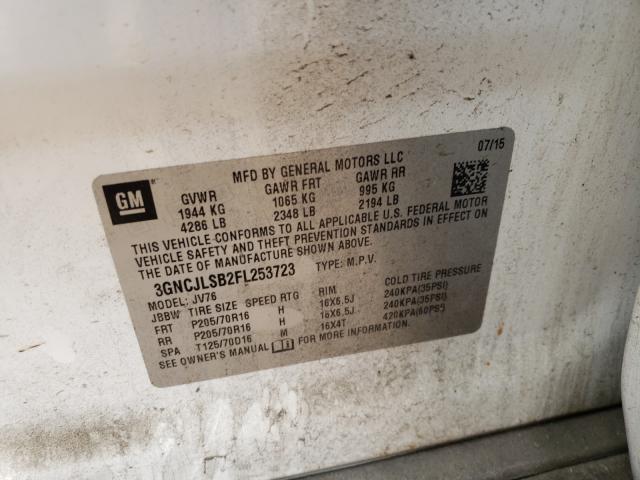 GM
07/15
MFD BY GENERAL MOTORS LLC
GVWR GAWR FRT GAWR RR
1944 KG 1065 KG 995 KG
4286 LB 2348 LB 2194 LB
THIS VEHICLE CONFORMS TO ALL APPLICABLE U.S. FEDERAL MOTOR
VEHICLE SAFETY AND THEFT PREVENTION STANDARDS IN EFFECT ON
THE DATE OF MANUFACTURE SHOWN ABOVE.
3GNCJLSB2FL253723 TYPE: M.P.V.
MODEL: JV76
JBBW TIRE SIZE SPEED RTG RIM COLD TIRE PRESSURE
FRT P205/70R16 H 16X6.5J 240KPA(35PSI)
RR P205/70R16 H 16X6.5J 240KPA(35PSI)
SPA T125/70D16 M 16X4T 420KPA(60PSI)
SEE OWNER'S MANUAL FOR MORE INFORMATION.